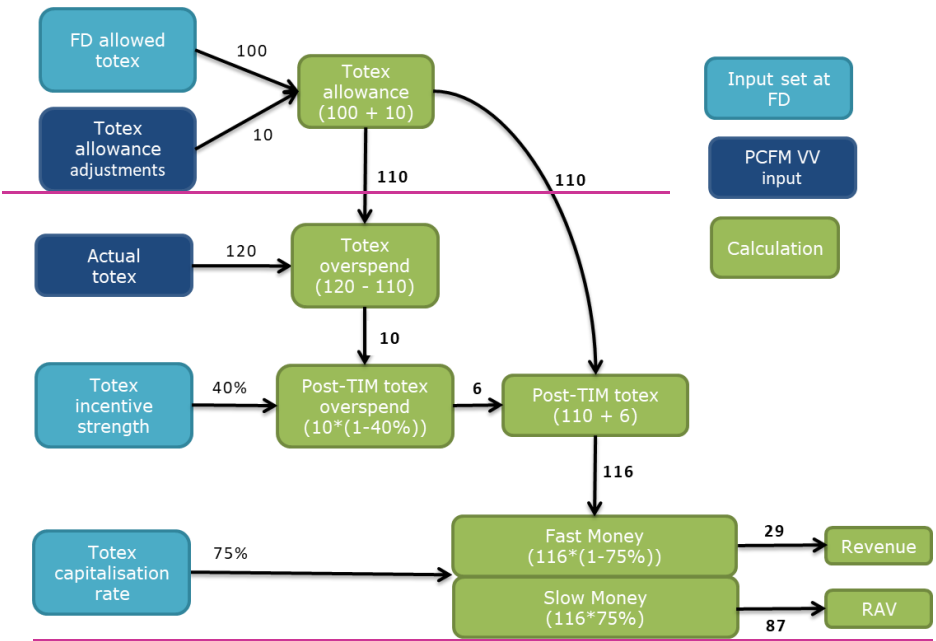 FD allowed
totex
100
Totex
allowance
(100 + 10)
Input set at
FD
Totex
allowance
adjustments
10
PCFM VV
input
110
110
Actual
totex
120
Totex
overspend
(120 - 110)
Calculation
10
Totex
incentive
strength
40%
Post-TIM totex
overspend
(10*(1-40%))
6
Post-TIM totex
(110 + 6)
116
Totex
capitalisation
rate
75%
Fast Money
(116*(1-75%))
29
Revenue
Slow Money
(116*75%)
87
RAV